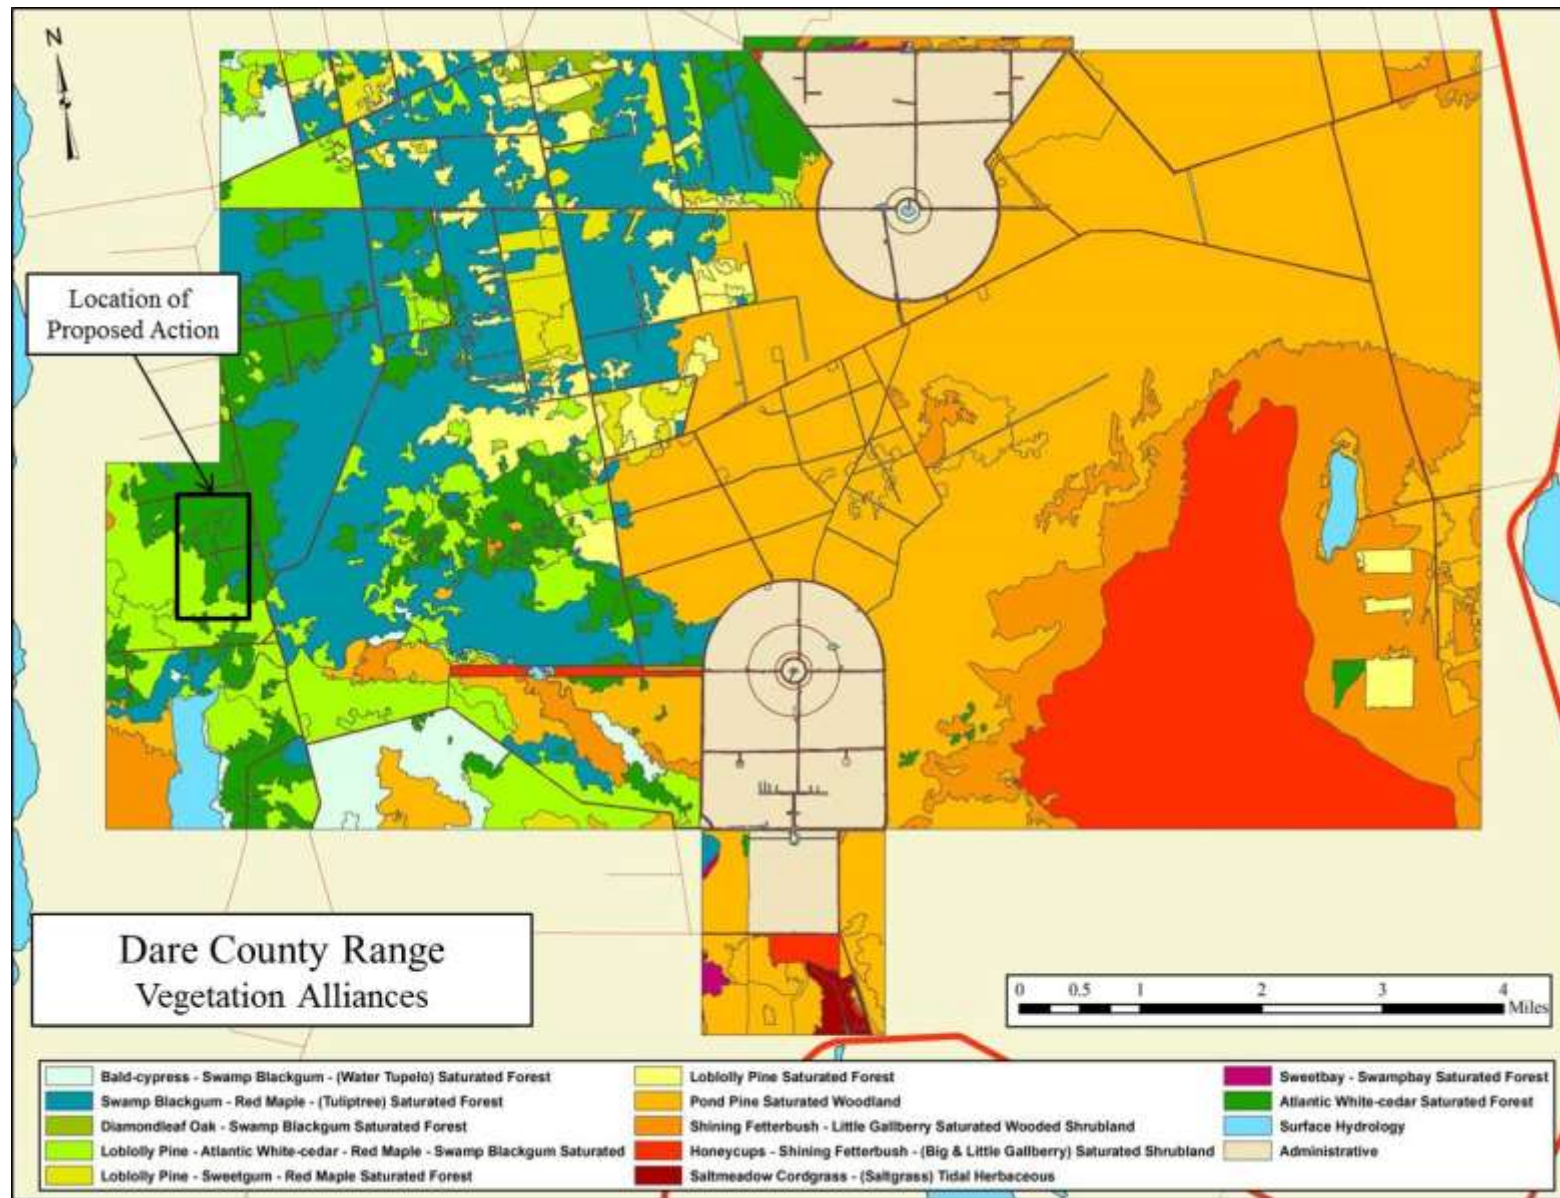 N
Location of
Proposed Action
Dare County Range
Vegetation Alliances
0 0.5 1 2 3 4
Miles
Bald-cypress - Swamp Blackgum - (Water Tupelo) Saturated Forest
Swamp Blackgum - Red Maple - (Tuliptree) Saturated Forest
Diamondleaf Oak - Swamp Blackgum Saturated Forest
Loblolly Pine - Atlantic White-cedar - Red Maple - Swamp Blackgum Saturated
Loblolly Pine - Sweetgum - Red Maple Saturated Forest
Loblolly Pine Saturated Forest
Pond Pine Saturated Woodland
Shining Fetterbush - Little Gallberry Saturated Wooded Shrubland
Honeycups - Shining Fetterbush - (Big & Little Gallberry) Saturated Shrubland
Saltmeadow Cordgrass - (Saltgrass) Tidal Herbaceous
Sweetbay - Swampbay Saturated Forest
Atlantic White-cedar Saturated Forest
Surface Hydrology
Administrative